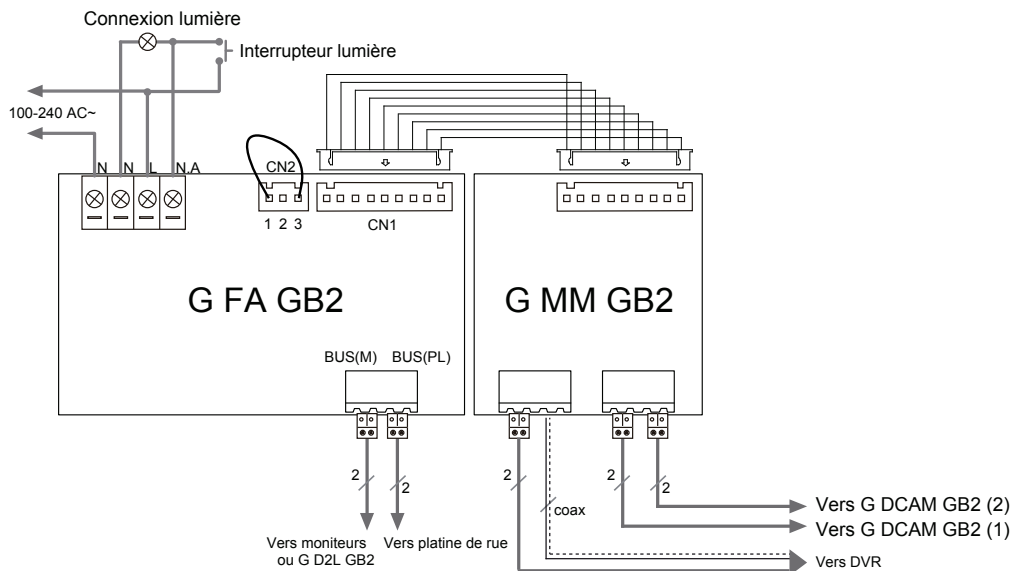 Connexion lumière
Interrupteur lumière
100-240 AC~
N N L N.A
CN2
1 2 3
CN1
G FA GB2
G MM GB2
BUS(M) BUS(PL)
2
2
2
coax
2
2
Vers moniteurs
ou G D2L GB2
Vers platine de rue
Vers G DCAM GB2 (2)
Vers G DCAM GB2 (1)
Vers DVR